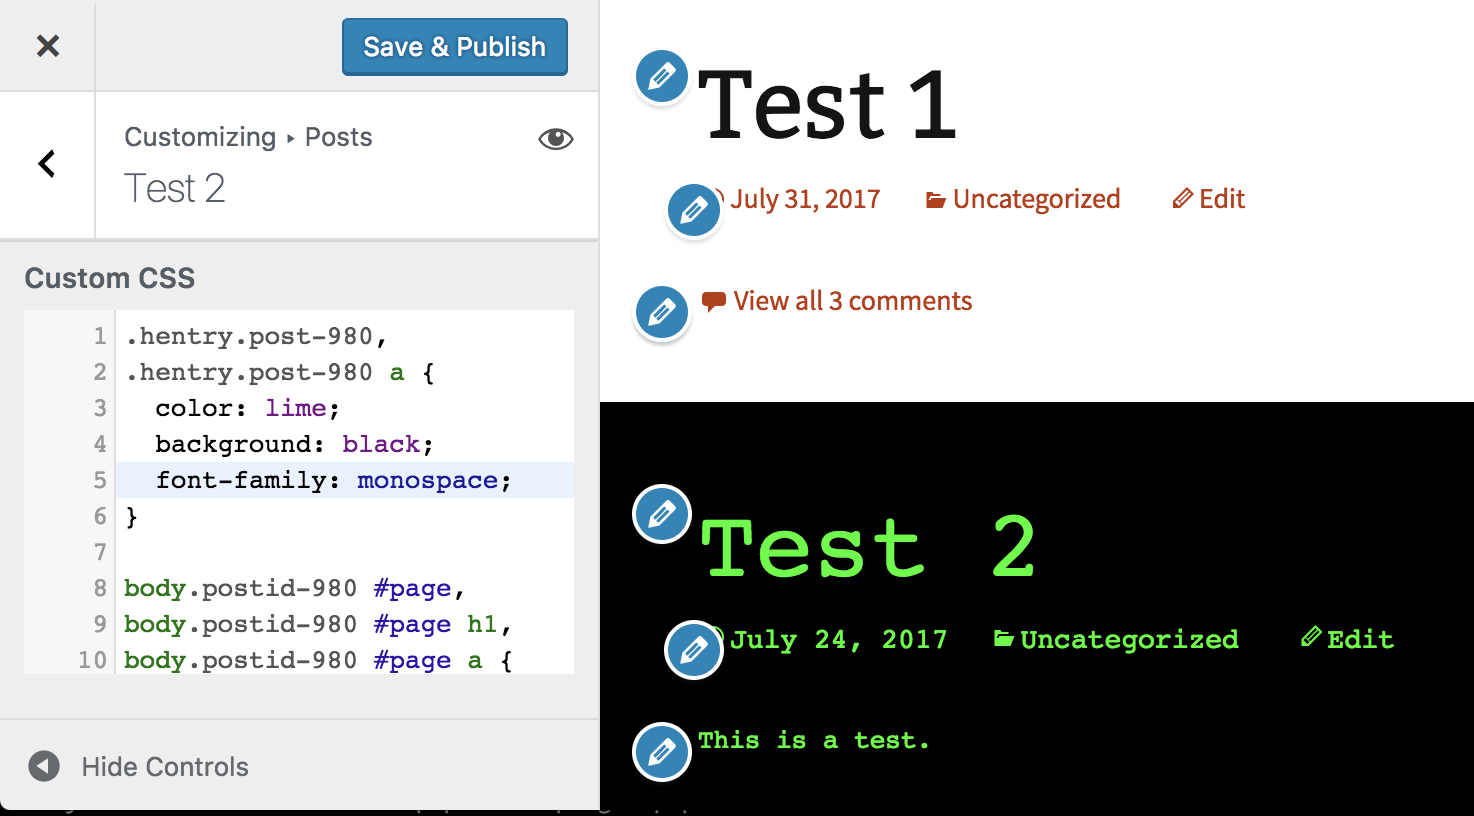 Save & Publish
Customizing ▸ Posts
Test 2
Custom CSS
1 .hentry.post-980,
2 .hentry.post-980 a {
3 color: lime;
4 background: black;
5 font-family: monospace;
6 }
7
8 body.postid-980 #page,
9 body.postid-980 #page h1,
10 body.postid-980 #page a {
Hide Controls
Test 1
July 31, 2017 Uncategorized Edit
View all 3 comments
Test 2
July 24, 2017 Uncategorized Edit
This is a test.